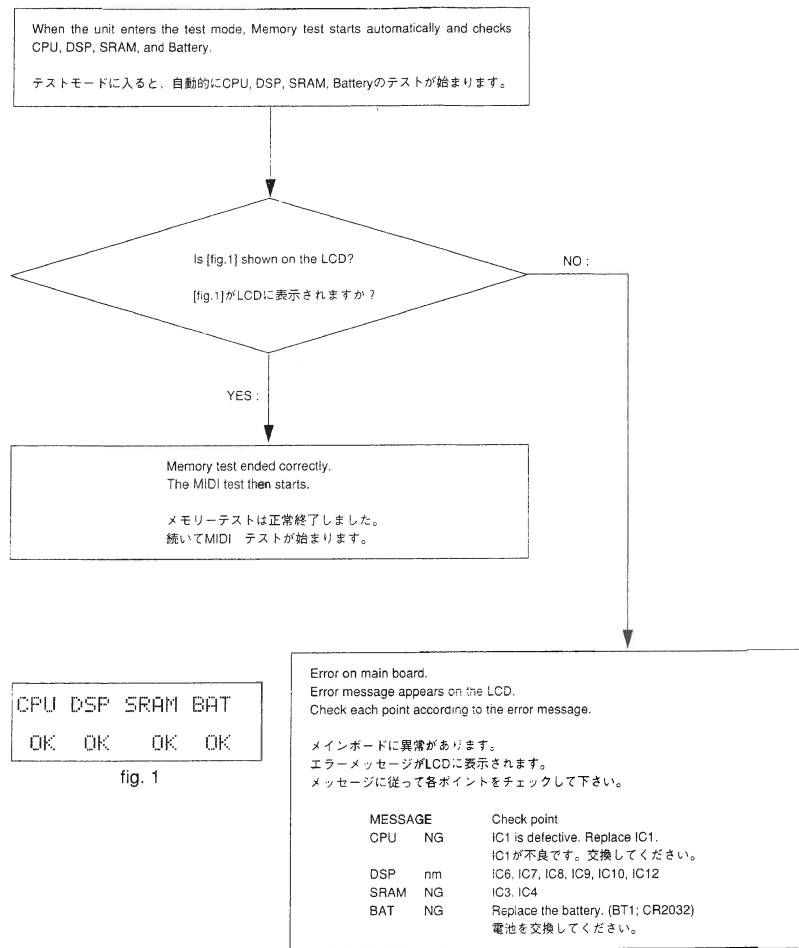 When the unit enters the test mode, Memory test starts automatically and checks
CPU, DSP, SRAM, and Battery.
テストモードに入ると、自動的にCPU, DSP, SRAM, Batteryのテストが始まります。
Is [fig.1] shown on the LCD?
[fig.1]がLCDに表示されますか？
NO :
YES :
Memory test ended correctly.
The MIDI test then starts.
メモリーテストは正常終了しました。
続いてMIDI テストが始まります。
CPU DSP SRAM BAT
OK OK OK OK
fig. 1
Error on main board.
Error message appears on the LCD.
Check each point according to the error message.
メインボードに異常があります。
エラーメッセージがLCDに表示されます。
メッセージに従って各ポイントをチェックして下さい。
MESSAGE Check point
CPU NG IC1 is defective. Replace IC1.
IC1が不良です。交換してください。
DSP nm IC6, IC7, IC8, IC9, IC10, IC12
SRAM NG IC3, IC4
BAT NG Replace the battery. (BT1; CR2032)
電池を交換してください。